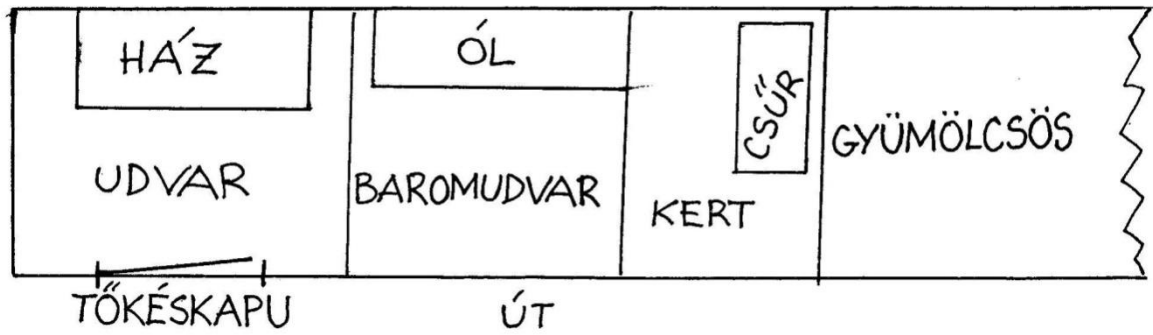 HÁZ
ÓL
CSŰR
GYÜMÖLCSÖS
UDVAR
BAROMUDVAR
KERT
TŐKÉSKAPU
ÚT